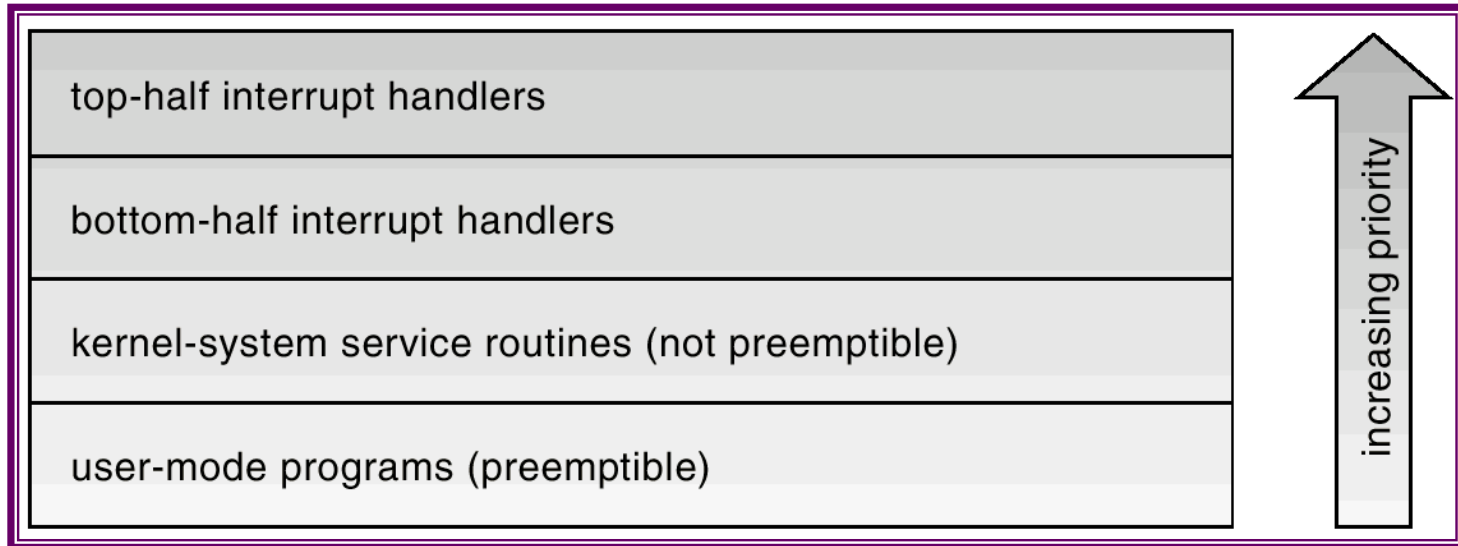 top-half interrupt handlers
bottom-half interrupt handlers
kernel-system service routines (not preemptible)
user-mode programs (preemptible)
increasing priority